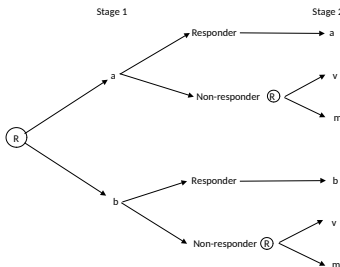 Stage 1
Stage 2
Responder
a
a
Non-responder
R
v
m
R
Responder
b
b
Non-responder
R
v
m